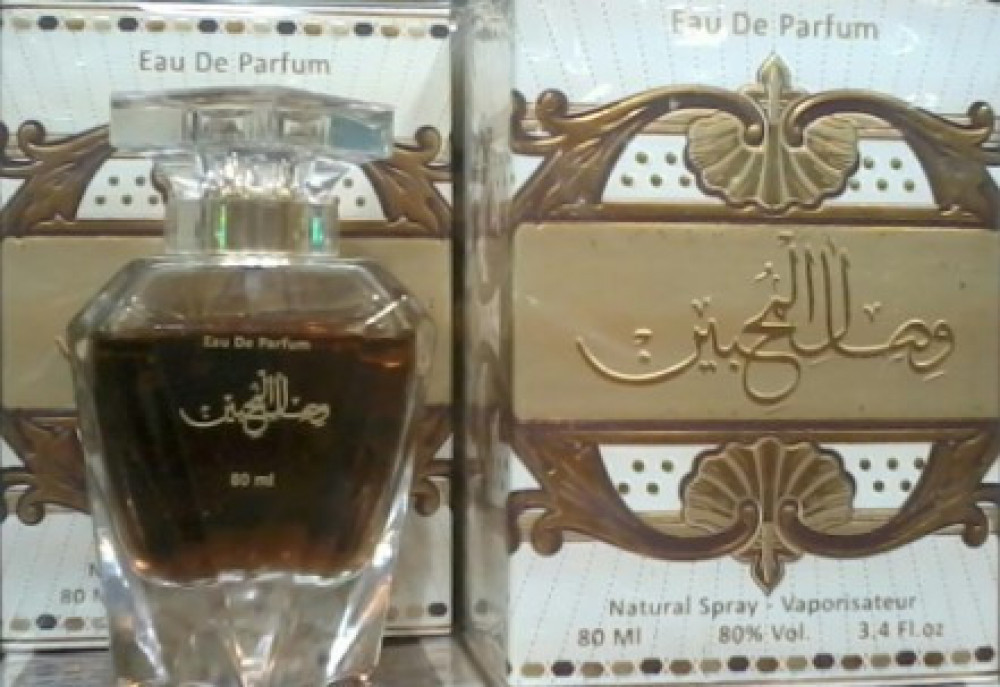 Eau De Parfum
Eau De Parfum
وصال المحبين
80 ml
80 M
Eau De Parfum
وصال المحبين
Natural Spray - Vaporisateur
80 Ml 80% Vol. 3,4 Fl.oz